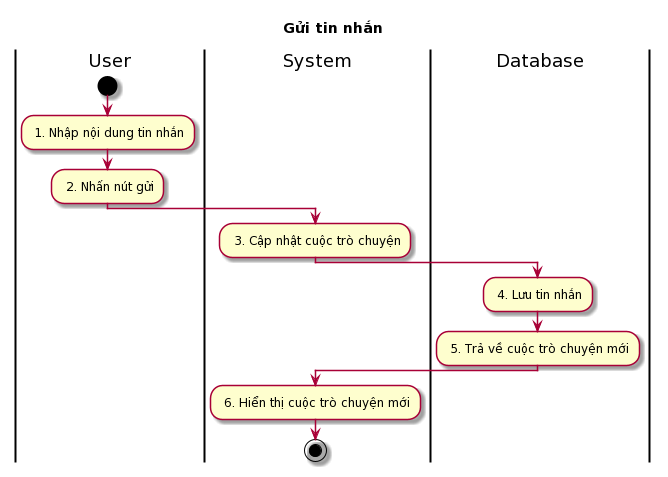 Gửi tin nhắn
User
System
Database
1. Nhập nội dung tin nhắn
2. Nhấn nút gửi
3. Cập nhật cuộc trò chuyện
4. Lưu tin nhắn
5. Trả về cuộc trò chuyện mới
6. Hiển thị cuộc trò chuyện mới